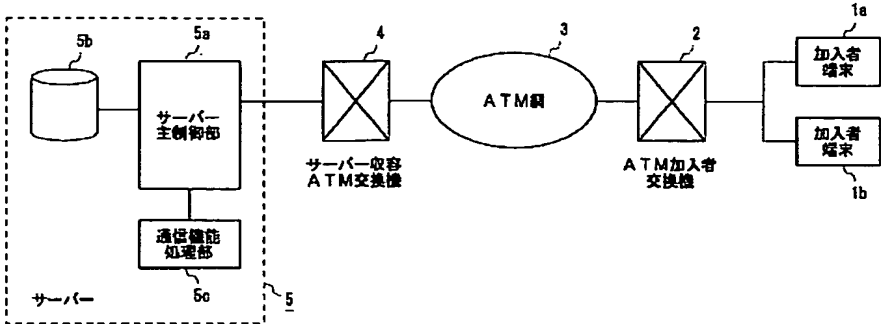 5b
5a
サーバー
主制御部
通信機能
処理部
5c
サーバー
5
4
サーバー収容
ATM交換機
3
ATM網
2
ATM加入者
交換機
1a
加入者
端末
加入者
端末
1b